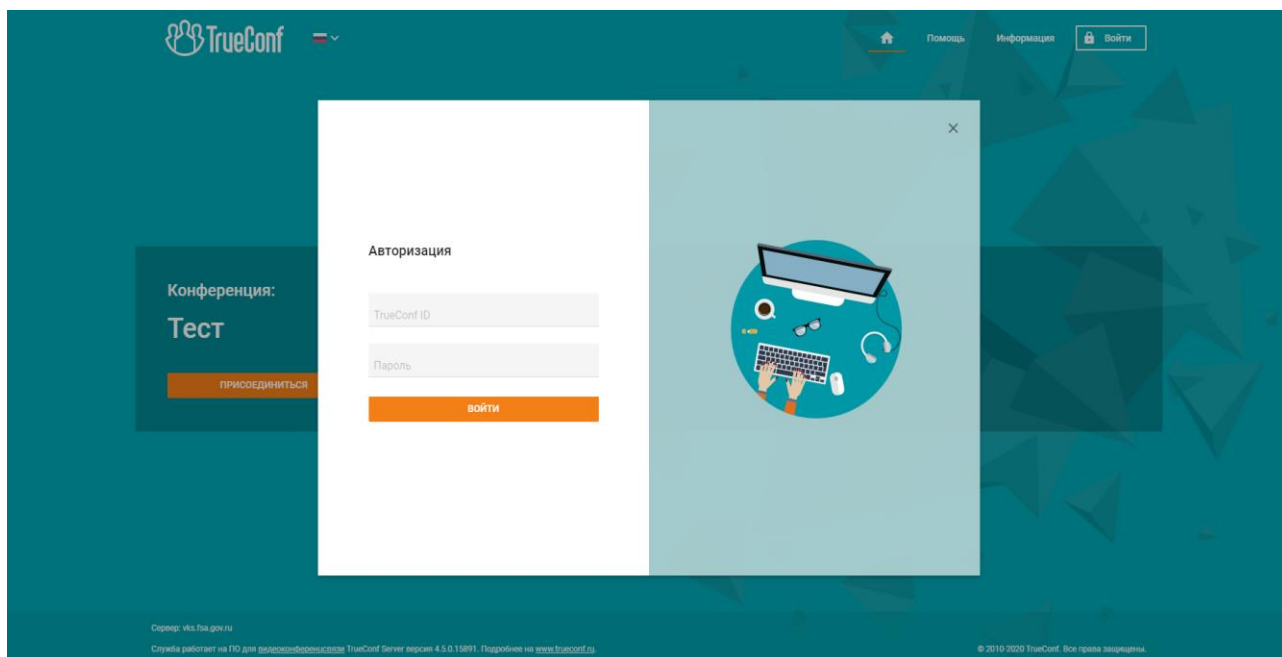 TrueConf
Помощь
Информация
Войти
Авторизация
Конференция:
Тест
TrueConf ID
Пароль
ПРИСОЕДИНИТЬСЯ
ВОЙТИ
Сервер: vks.fsa.gov.ru
Служба работает на ПО для видеоконференцсвязи TrueConf Server версия 4.5.0.15891. Подробнее на www.trueconf.ru.
© 2010-2020 TrueConf. Все права защищены.